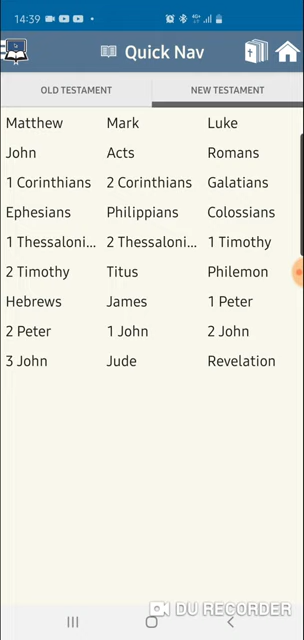 14:39
Quick Nav
OLD TESTAMENT NEW TESTAMENT
Matthew Mark Luke
John Acts Romans
1 Corinthians 2 Corinthians Galatians
Ephesians Philippians Colossians
1 Thessaloni... 2 Thessaloni... 1 Timothy
2 Timothy Titus Philemon
Hebrews James 1 Peter
2 Peter 1 John 2 John
3 John Jude Revelation
DU RECORDER